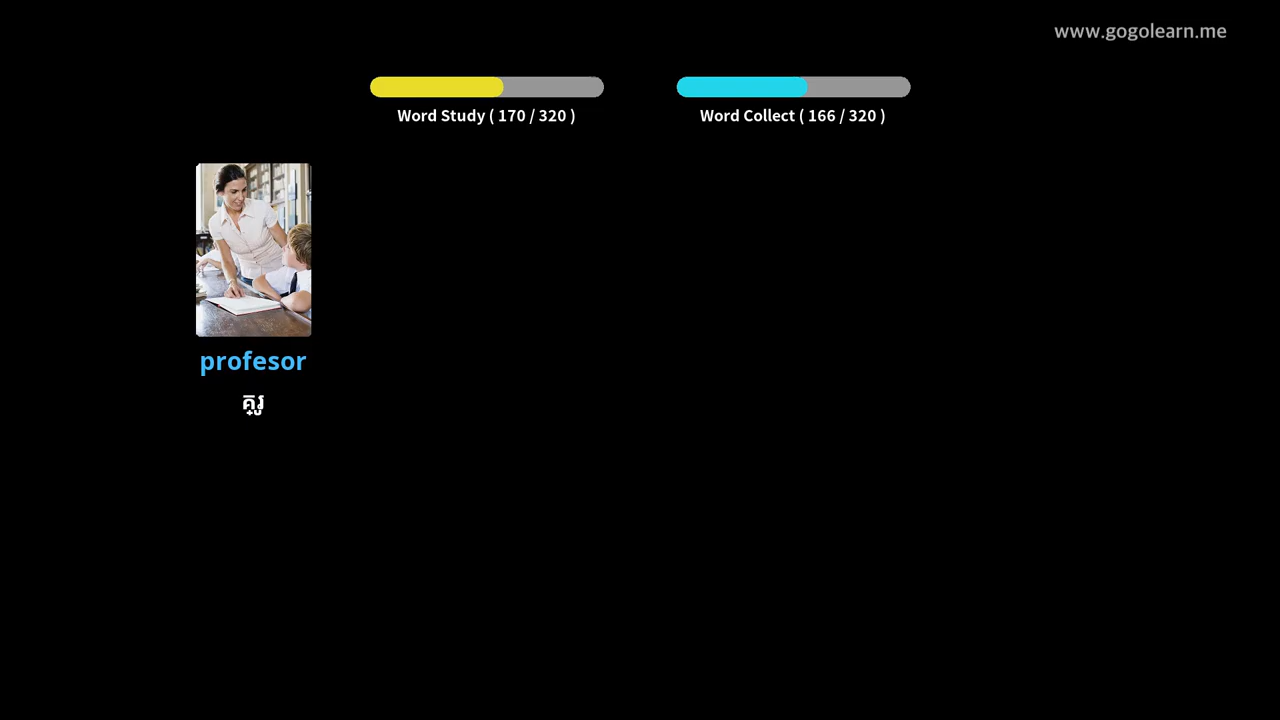 www.gogolearn.me
Word Study ( 170 / 320 )
Word Collect ( 166 / 320 )
profesor
គ្រូ